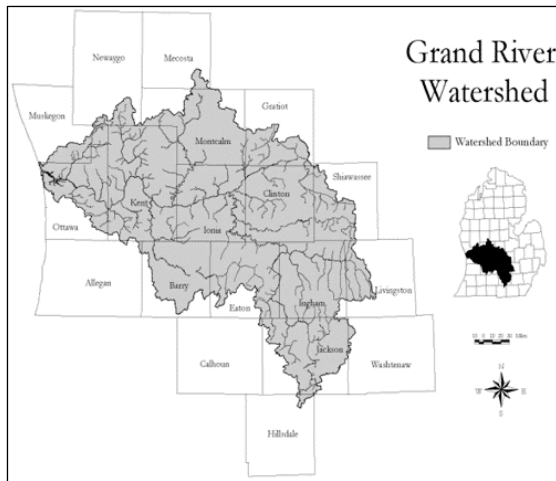 Grand River
Watershed
Watershed Boundary
Newaygo
Mecosta
Muskegon
Gratiot
Montcalm
Shiawassee
Clinton
Kent
Ottawa
Ionia
Allegan
Barry
Eaton
Ingham
Livingston
Calhoun
Jackson
Washtenaw
Hillsdale
N
W
E
S